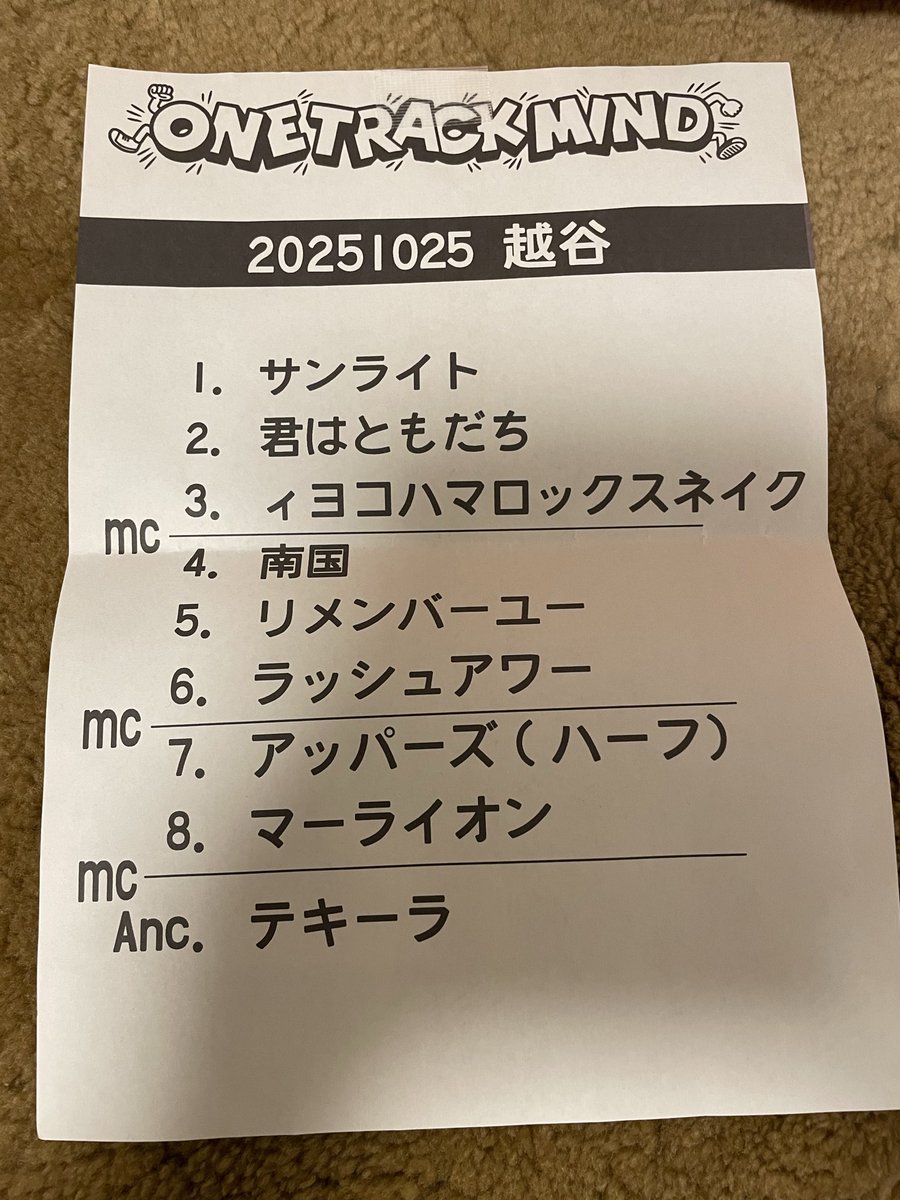 ONE TRACK MIND
20251025 越谷
1. サンライト
2. 君はともだち
3. ィヨコハマロックスネイク
mc
4. 南国
5. リメンバーユー
6. ラッシュアワー
mc
7. アッパーズ(ハーフ)
8. マーライオン
mc
Anc. テキーラ